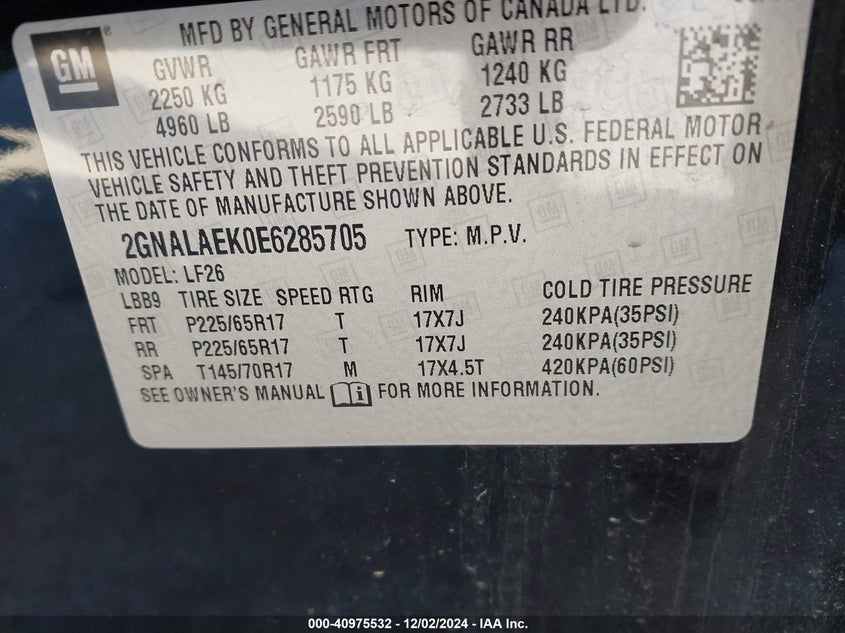 MFD BY GENERAL MOTORS OF CANADA LTD.
GM
GVWR GAWR FRT GAWR RR
2250 KG 1175 KG 1240 KG
4960 LB 2590 LB 2733 LB
THIS VEHICLE CONFORMS TO ALL APPLICABLE U.S. FEDERAL MOTOR
VEHICLE SAFETY AND THEFT PREVENTION STANDARDS IN EFFECT ON
THE DATE OF MANUFACTURE SHOWN ABOVE.
2GNALAEK0E6285705 TYPE: M.P.V.
MODEL: LF26
LBB9 TIRE SIZE SPEED RTG RIM COLD TIRE PRESSURE
FRT P225/65R17 T 17X7J 240KPA(35PSI)
RR P225/65R17 T 17X7J 240KPA(35PSI)
SPA T145/70R17 M 17X4.5T 420KPA(60PSI)
SEE OWNER'S MANUAL i FOR MORE INFORMATION.
000-40975532 - 12/02/2024 - IAA Inc.